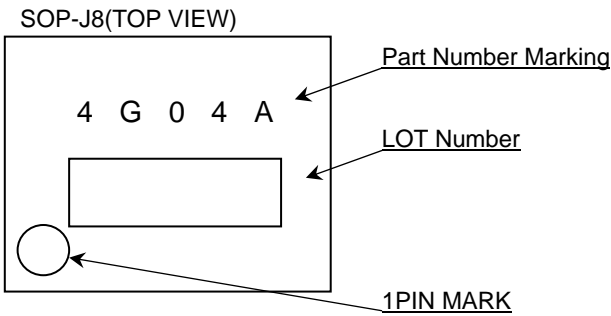 SOP-J8(TOP VIEW)
Part Number Marking
4 G 0 4 A
LOT Number
1PIN MARK